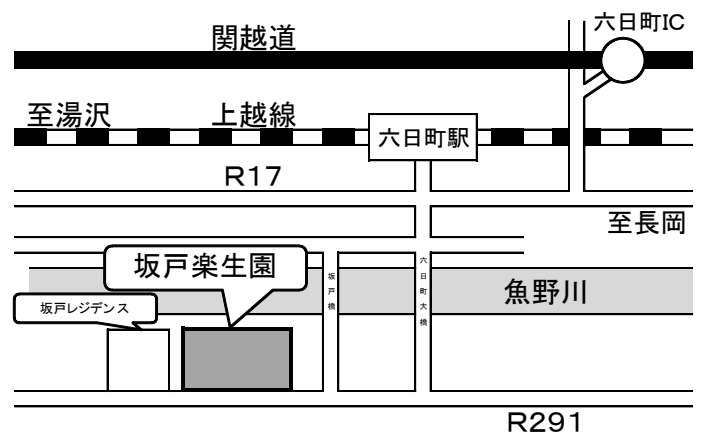 六日町IC
関越道
至湯沢
上越線
六日町駅
R17
至長岡
坂戸楽生園
坂戸橋
六日町大橋
魚野川
坂戸レジデンス
R291